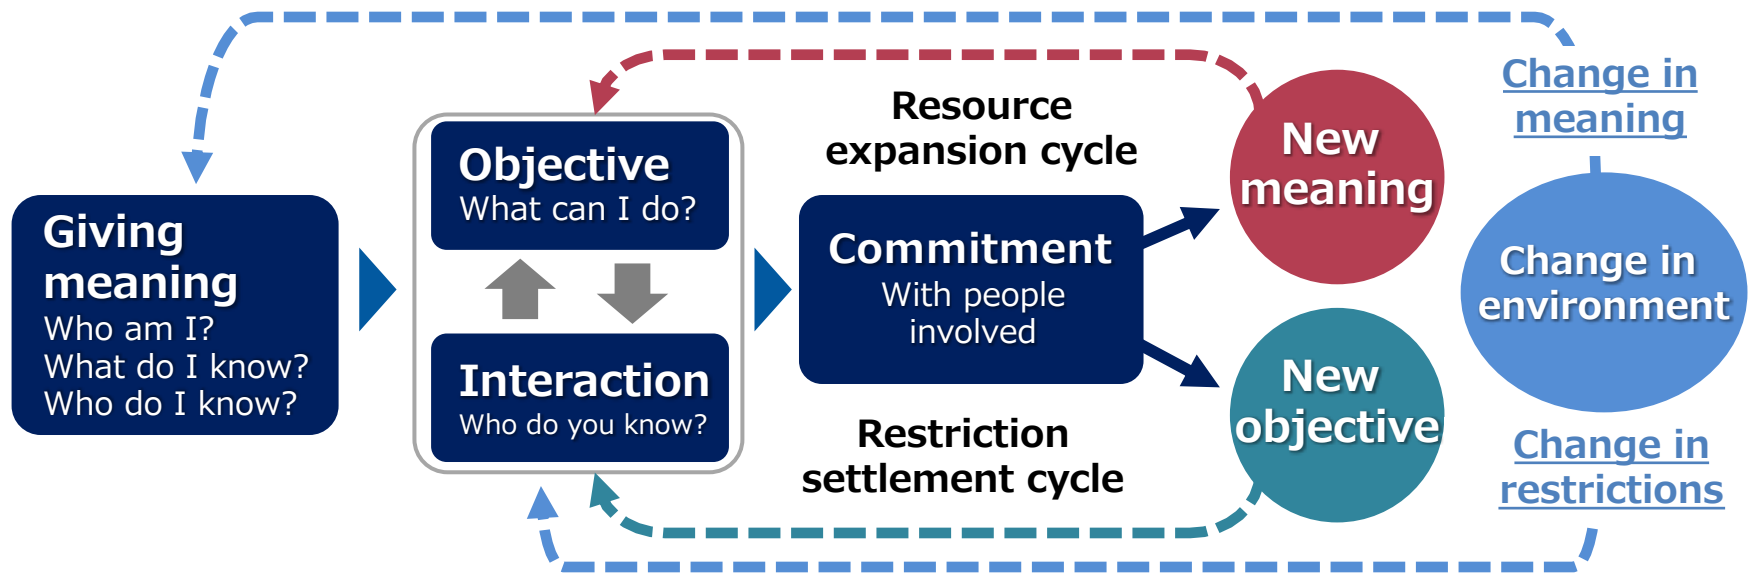 Giving
meaning
Who am I?
What do I know?
Who do I know?
Objective
What can I do?
Interaction
Who do you know?
Resource
expansion cycle
Commitment
With people
involved
Restriction
settlement cycle
New
meaning
New
objective
Change in
meaning
Change in
environment
Change in
restrictions